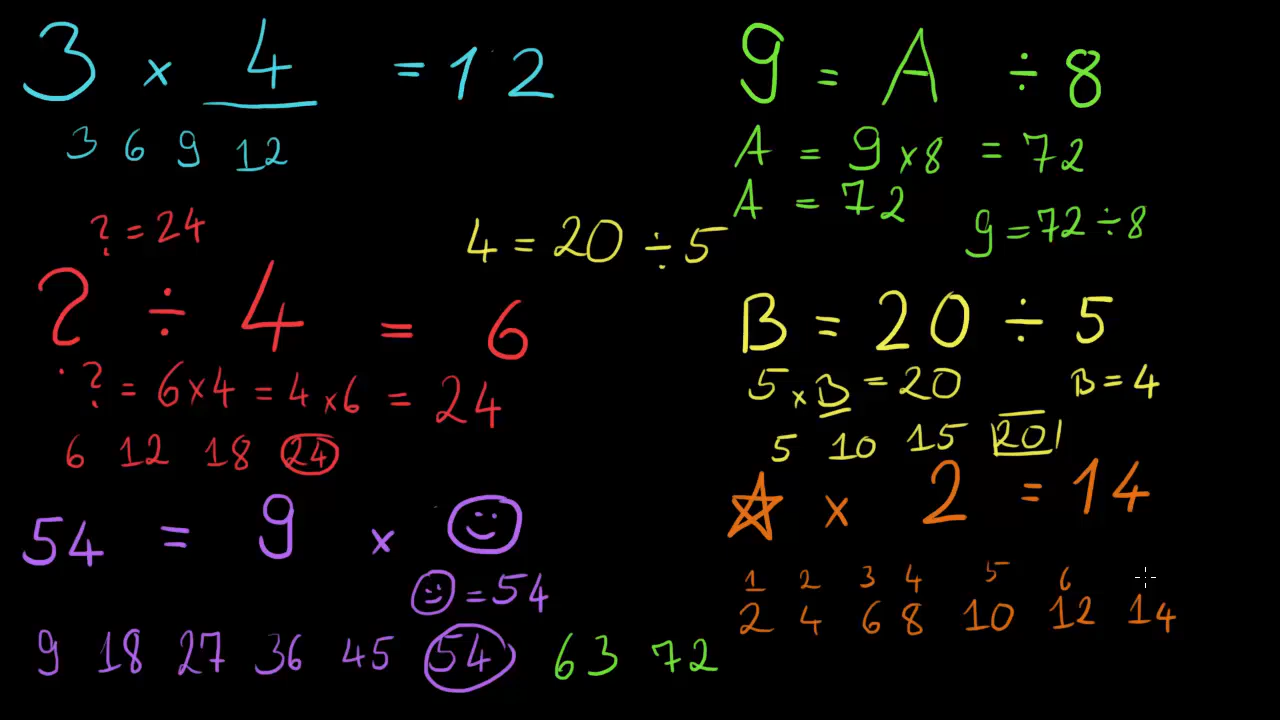 3 × 4 = 12
3 6 9 12
? = 24
? ÷ 4 = 6
? = 6 × 4 = 4 × 6 = 24
6 12 18 24
54 = 9 × ☺
☺ = 54
9 18 27 36 45 54 63 72
9 = A ÷ 8
A = 9 × 8 = 72
A = 72
9 = 72 ÷ 8
4 = 20 ÷ 5
B = 20 ÷ 5
5 × B = 20
B = 4
5 10 15 20
☆ × 2 = 14
1 2 3 4 5 6
2 4 6 8 10 12 14